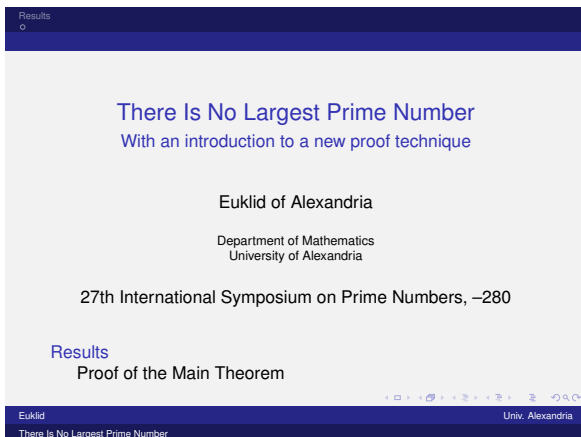 Results
There Is No Largest Prime Number
With an introduction to a new proof technique
Euklid of Alexandria
Department of Mathematics
University of Alexandria
27th International Symposium on Prime Numbers, –280
Results
Proof of the Main Theorem
Euklid Univ. Alexandria
There Is No Largest Prime Number